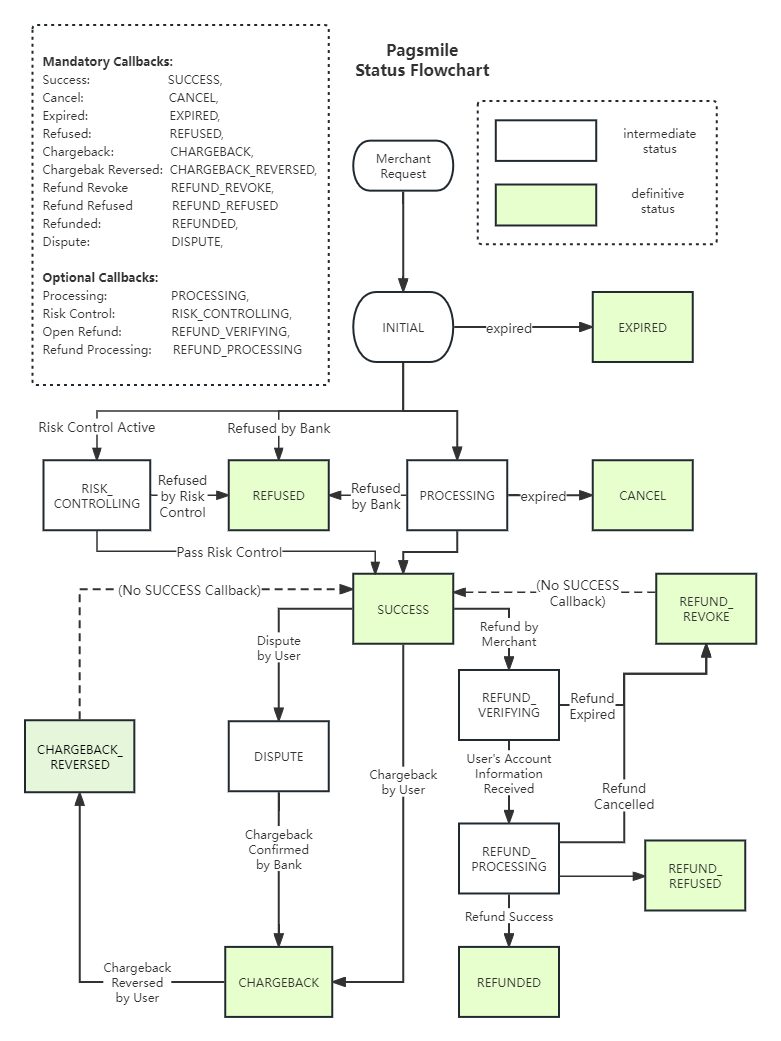 Pagsmile
Status Flowchart
Mandatory Callbacks:
Success: SUCCESS,
Cancel: CANCEL,
Expired: EXPIRED,
Refused: REFUSED,
Chargeback: CHARGEBACK,
Chargebak Reversed: CHARGEBACK_REVERSED,
Refund Revoke REFUND_REVOKE,
Refund Refused REFUND_REFUSED
Refunded: REFUNDED,
Dispute: DISPUTE,
Optional Callbacks:
Processing: PROCESSING,
Risk Control: RISK_CONTROLLING,
Open Refund: REFUND_VERIFYING,
Refund Processing: REFUND_PROCESSING
intermediate
status
definitive
status
Merchant
Request
INITIAL
expired
EXPIRED
Risk Control Active
Refused by Bank
RISK_
CONTROLLING
Refused
by Risk
Control
REFUSED
Refused
by Bank
PROCESSING
expired
CANCEL
Pass Risk Control
(No SUCCESS Callback)
SUCCESS
(No SUCCESS
Callback)
REFUND_
REVOKE
Dispute
by User
Refund by
Merchant
REFUND_
VERIFYING
Refund
Expired
CHARGEBACK_
REVERSED
DISPUTE
Chargeback
by User
User's Account
Information
Received
Refund
Cancelled
Chargeback
Confirmed
by Bank
REFUND_
PROCESSING
REFUND_
REFUSED
Refund Success
Chargeback
Reversed
by User
CHARGEBACK
REFUNDED